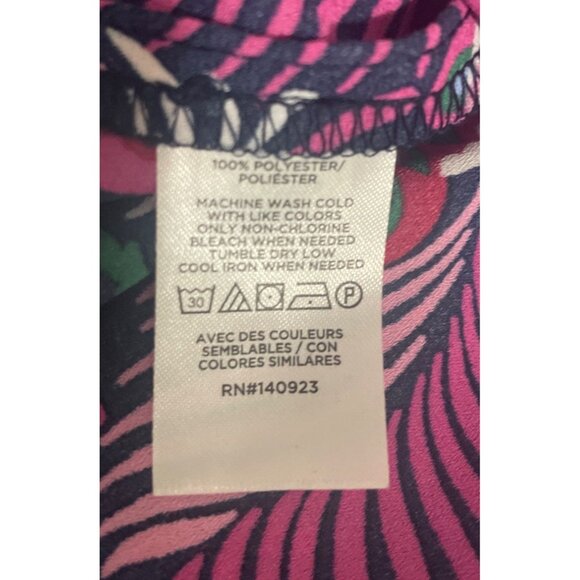 100% POLYESTER/
POLIÉSTER
MACHINE WASH COLD
WITH LIKE COLORS
ONLY NON-CHLORINE
BLEACH WHEN NEEDED
TUMBLE DRY LOW
COOL IRON WHEN NEEDED
30 P
AVEC DES COULEURS
SEMBLABLES / CON
COLORES SIMILARES
RN#140923